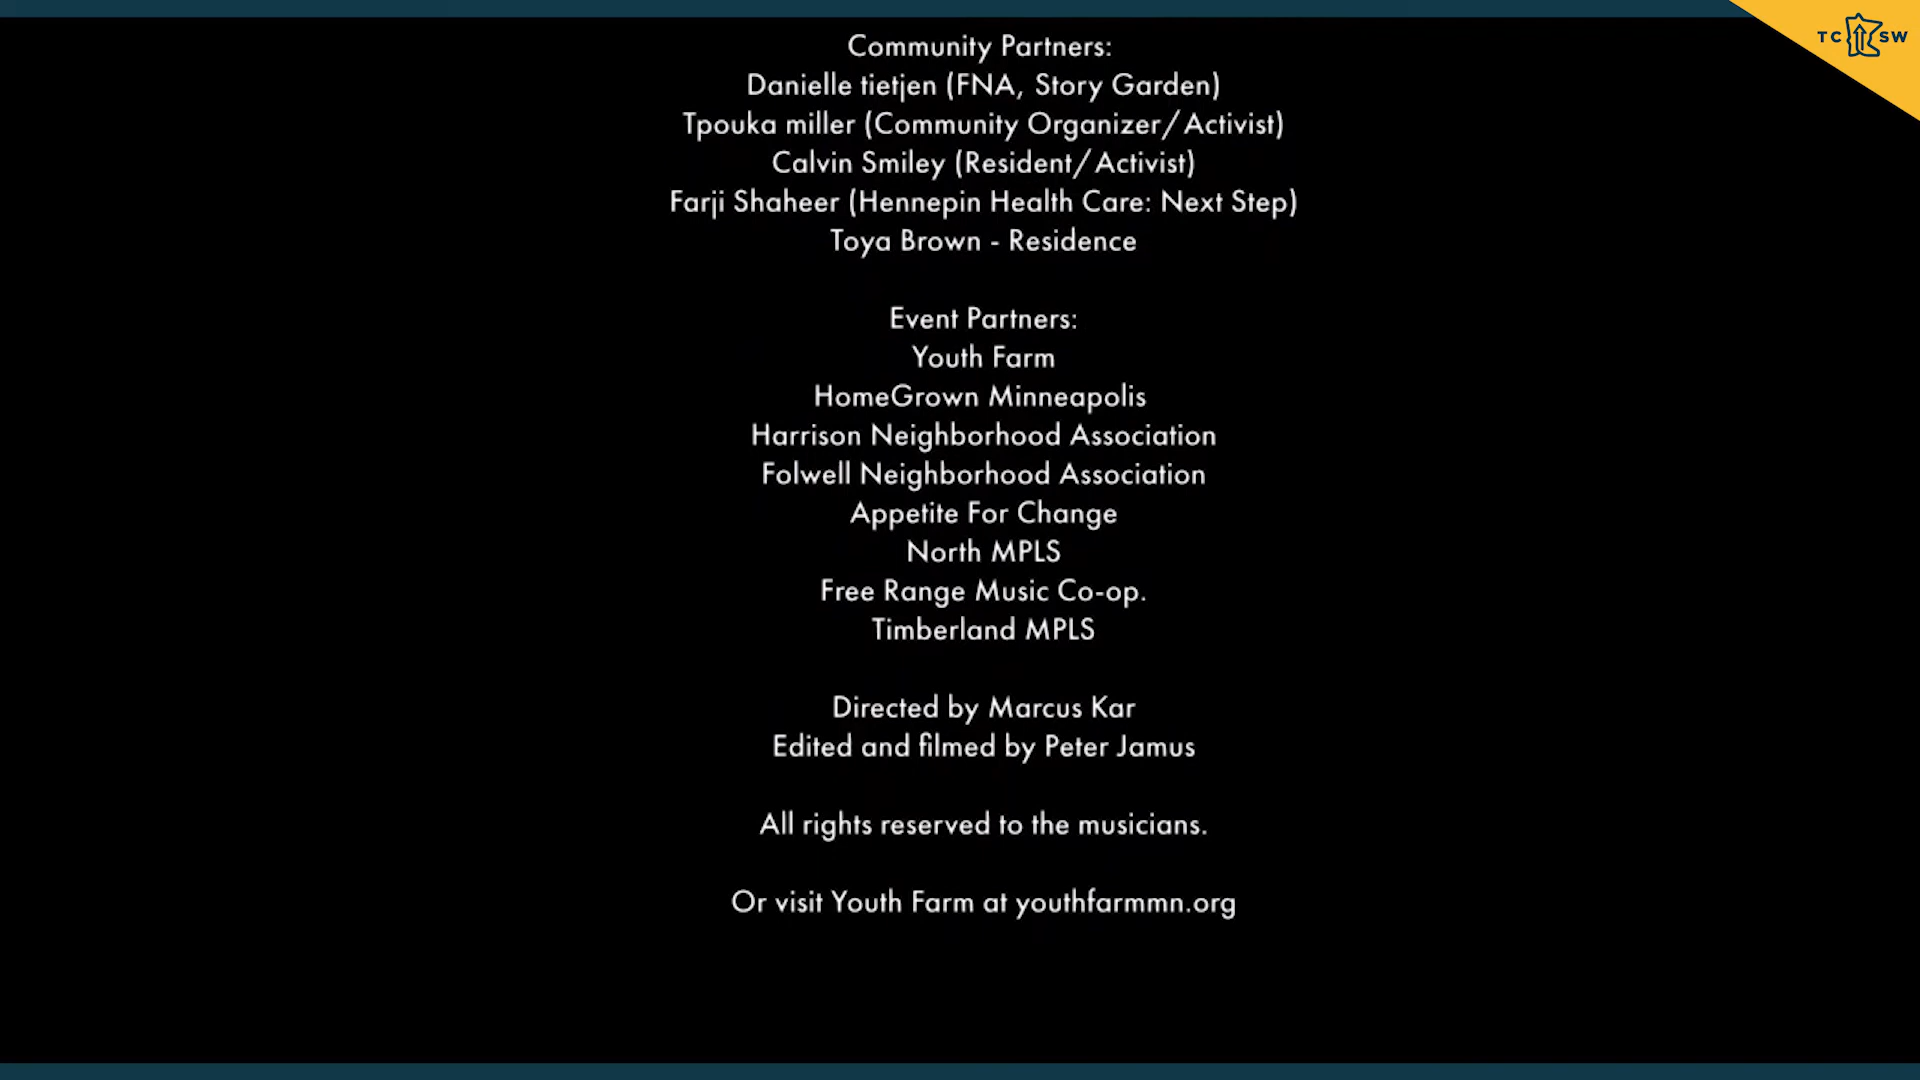 TC SW
Community Partners:
Danielle tietjen (FNA, Story Garden)
Tpouka miller (Community Organizer/Activist)
Calvin Smiley (Resident/Activist)
Farji Shaheer (Hennepin Health Care: Next Step)
Toya Brown - Residence
Event Partners:
Youth Farm
HomeGrown Minneapolis
Harrison Neighborhood Association
Folwell Neighborhood Association
Appetite For Change
North MPLS
Free Range Music Co-op.
Timberland MPLS
Directed by Marcus Kar
Edited and filmed by Peter Jamus
All rights reserved to the musicians.
Or visit Youth Farm at youthfarmmn.org